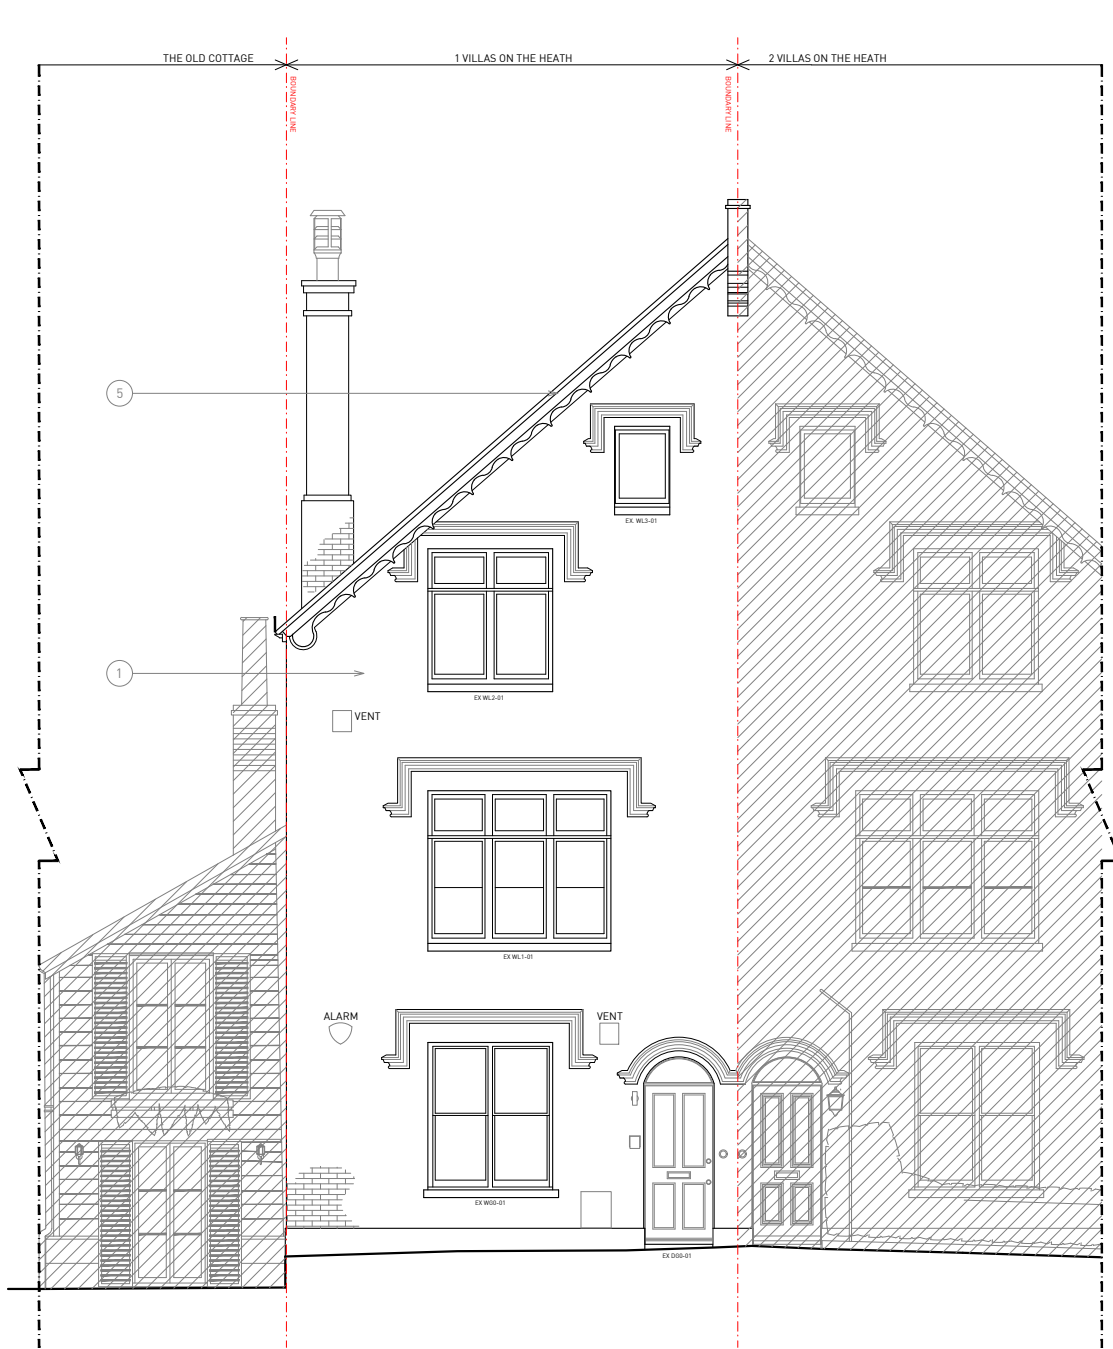 THE OLD COTTAGE
1 VILLAS ON THE HEATH
2 VILLAS ON THE HEATH
BOUNDARY LINE
BOUNDARY LINE
5
EX. WL3-01
1
EX WL2-01
VENT
EX WL1-01
ALARM
VENT
EX WG0-01
EX DG0-01